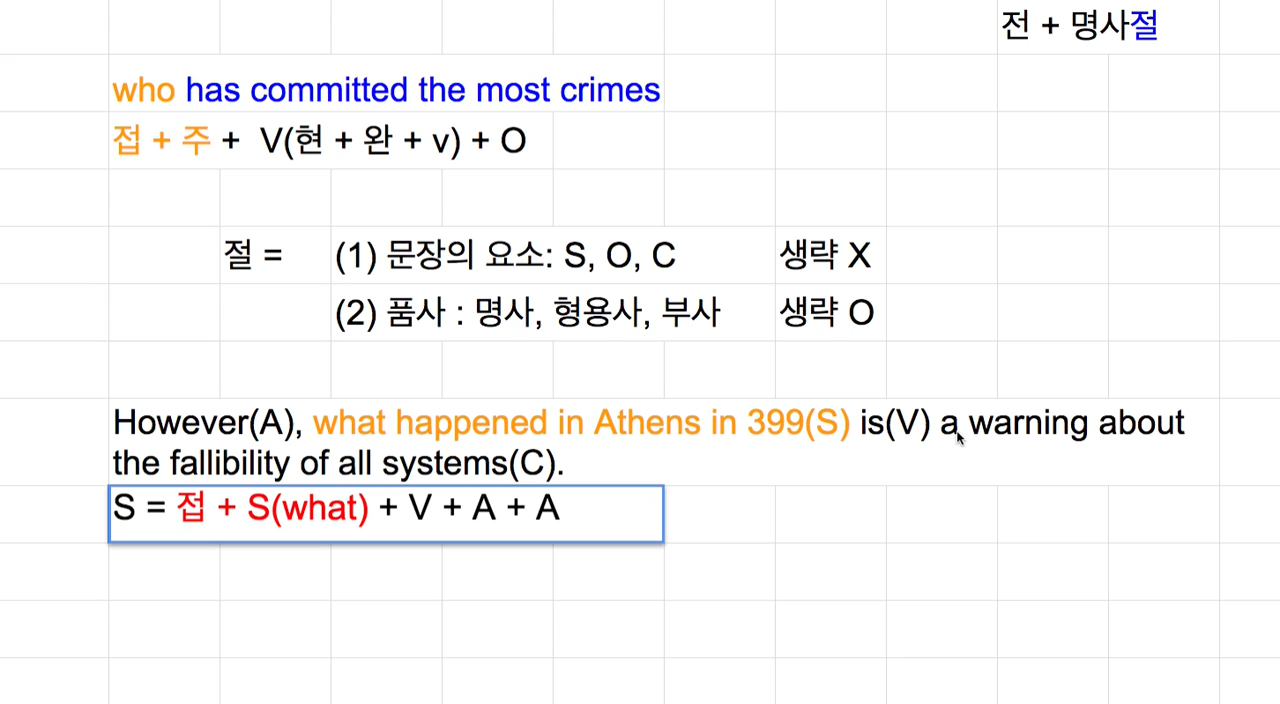 전 + 명사절
who has committed the most crimes
접 + 주 + V(현 + 완 + v) + O
절 = (1) 문장의 요소: S, O, C 생략 X
(2) 품사 : 명사, 형용사, 부사 생략 O
However(A), what happened in Athens in 399(S) is(V) a warning about
the fallibility of all systems(C).
S = 접 + S(what) + V + A + A